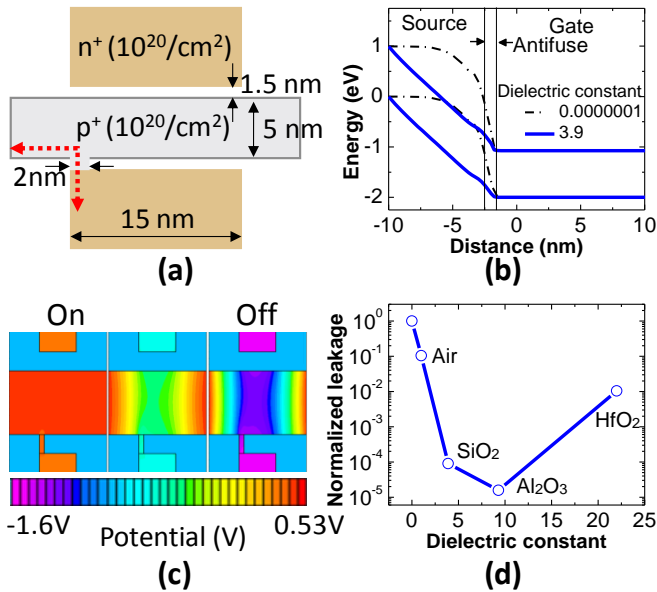 n⁺ (10²⁰/cm²)
1.5 nm
p⁺ (10²⁰/cm²)
5 nm
2nm
15 nm
(a)
Source
Gate
Antifuse
Dielectric constant
0.0000001
3.9
1
0
-1
-2
Energy (eV)
-10
-5
0
5
10
Distance (nm)
(b)
On
Off
-1.6V
0.53V
Potential (V)
(c)
Normalized leakage
10⁰
10⁻¹
10⁻²
10⁻³
10⁻⁴
10⁻⁵
Air
SiO₂
Al₂O₃
HfO₂
0
5
10
15
20
25
Dielectric constant
(d)